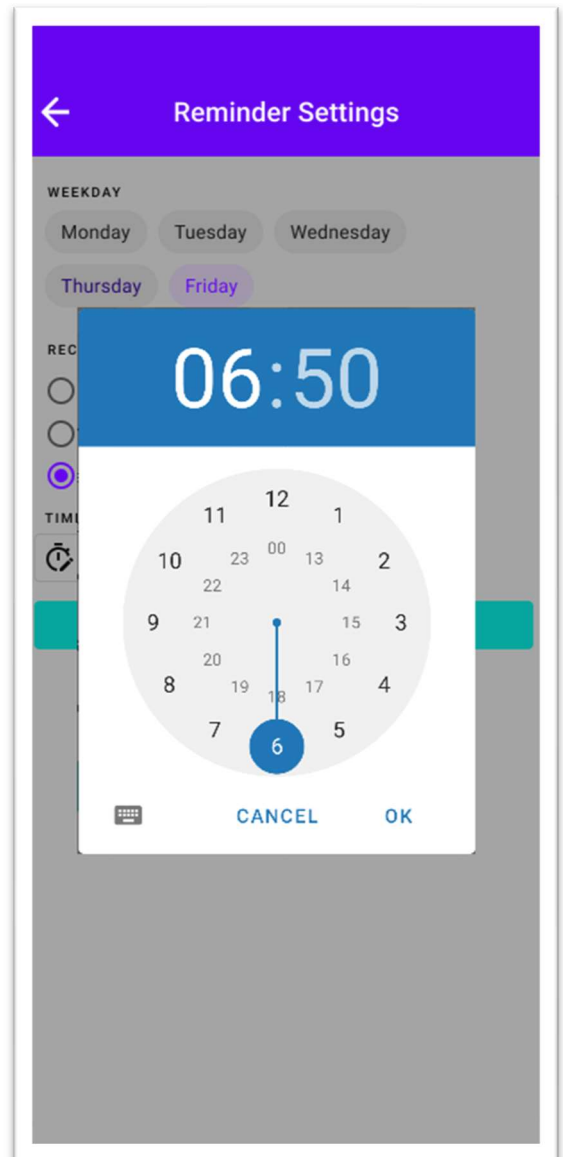 Reminder Settings
WEEKDAY
Monday Tuesday Wednesday
Thursday Friday
REC
06:50
12
11 1
00
23 13
10 2
22 14
9 21 15 3
20 16
8 4
19 17
18
7 5
6
TIM
CANCEL OK